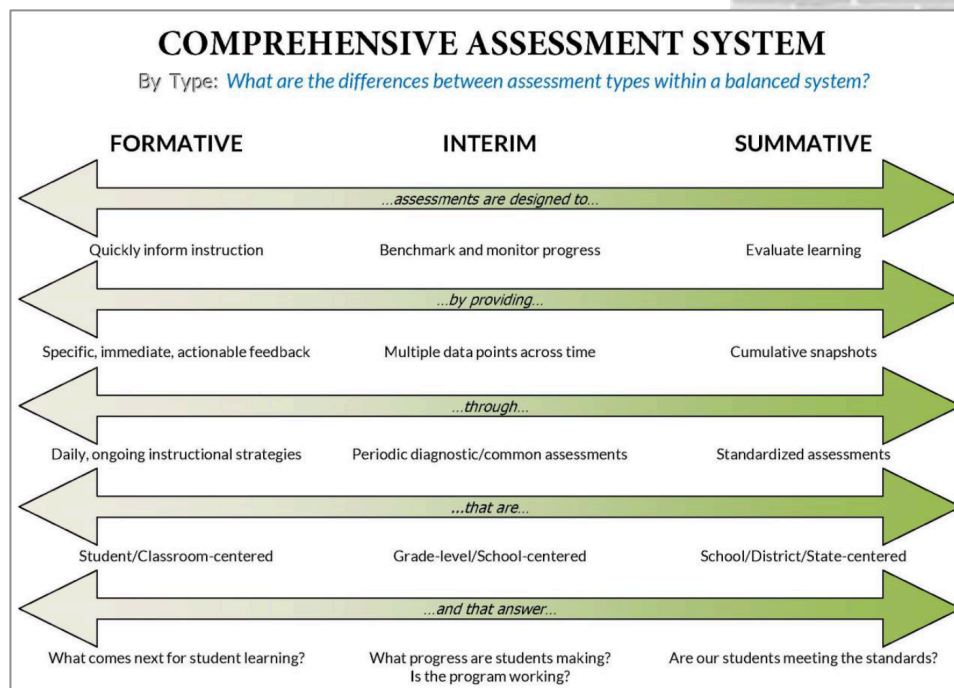 COMPREHENSIVE ASSESSMENT SYSTEM
By Type: What are the differences between assessment types within a balanced system?
FORMATIVE INTERIM SUMMATIVE
...assessments are designed to...
Quickly inform instruction Benchmark and monitor progress Evaluate learning
...by providing...
Specific, immediate, actionable feedback Multiple data points across time Cumulative snapshots
...through...
Daily, ongoing instructional strategies Periodic diagnostic/common assessments Standardized assessments
...that are...
Student/Classroom-centered Grade-level/School-centered School/District/State-centered
...and that answer...
What comes next for student learning? What progress are students making? Are our students meeting the standards?
Is the program working?